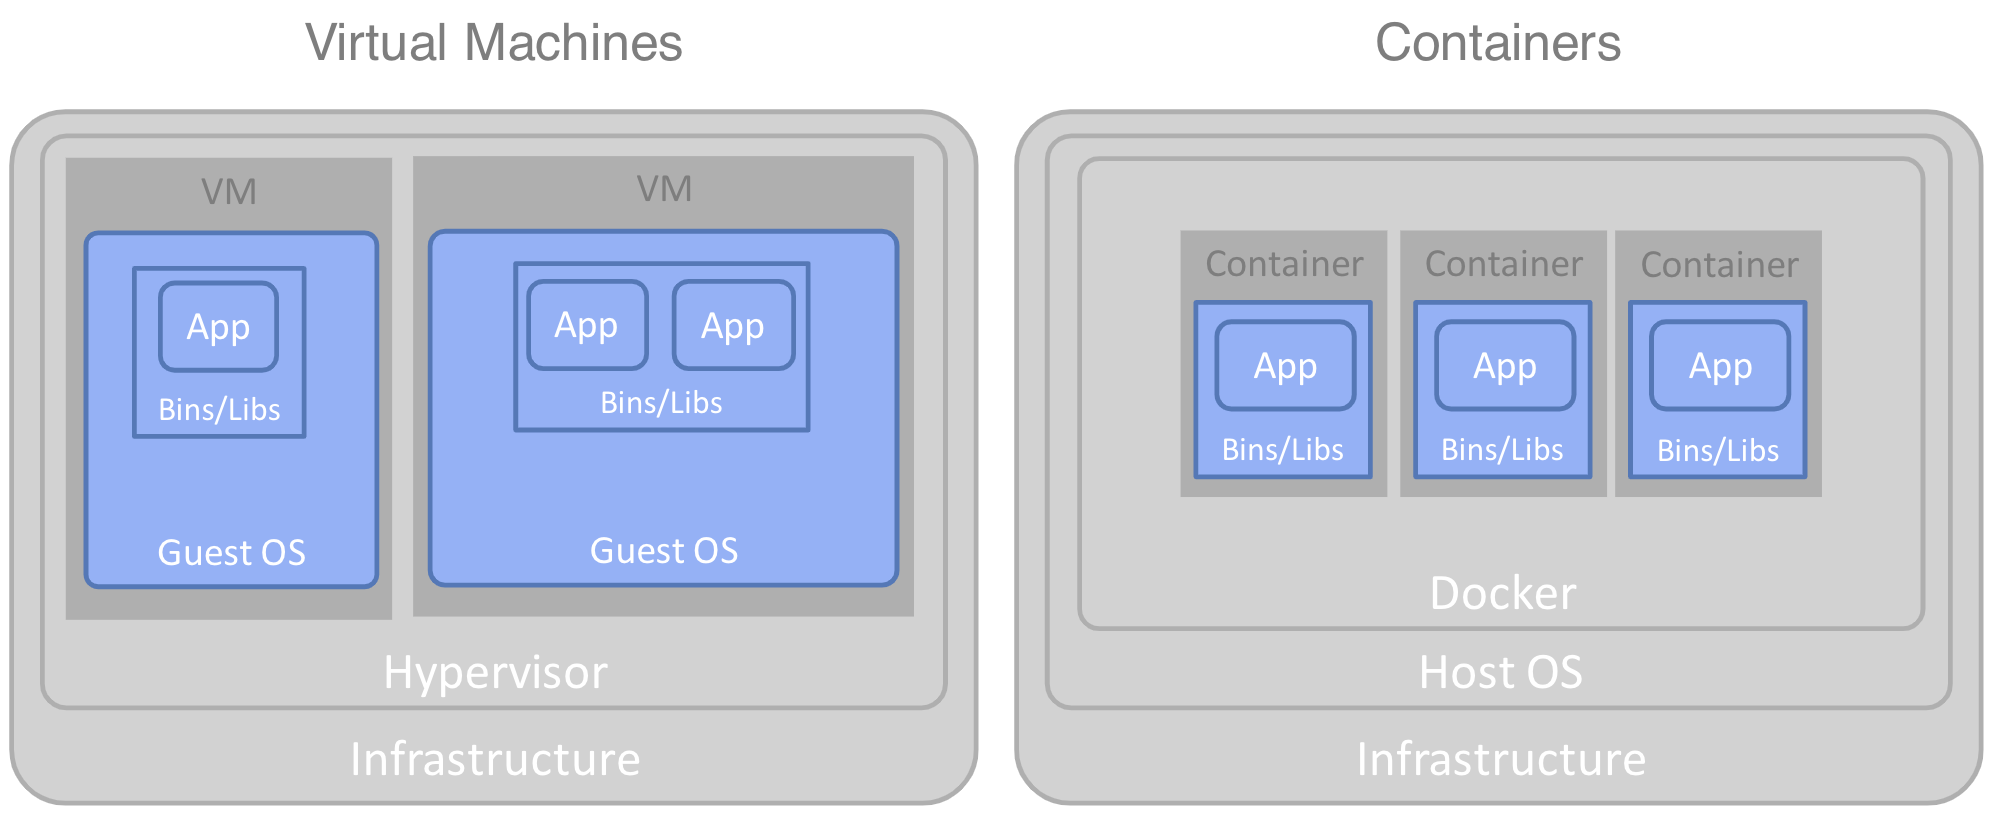 Virtual Machines
VM
App
Bins/Libs
Guest OS
VM
App App
Bins/Libs
Guest OS
Hypervisor
Infrastructure
Containers
Container
App
Bins/Libs
Container
App
Bins/Libs
Container
App
Bins/Libs
Docker
Host OS
Infrastructure